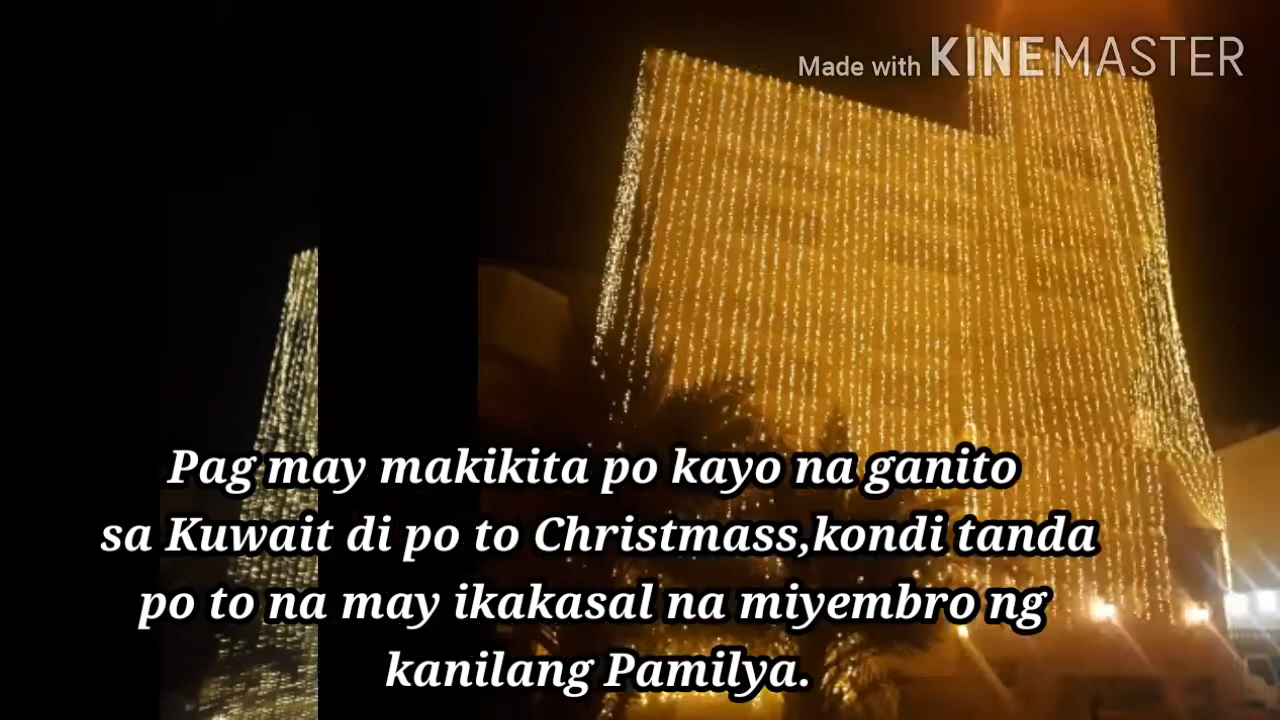 Made with KINEMASTER
Pag may makikita po kayo na ganito
sa Kuwait di po to Christmass,kondi tanda
po to na may ikakasal na miyembro ng
kanilang Pamilya.